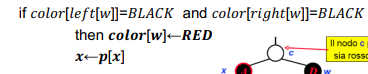 if color[left[w]]=BLACK and color[right[w]]=BLACK
then color[w]←RED
x←p[x]
Il nodo c p
sia rosso
c
x
A
D
w